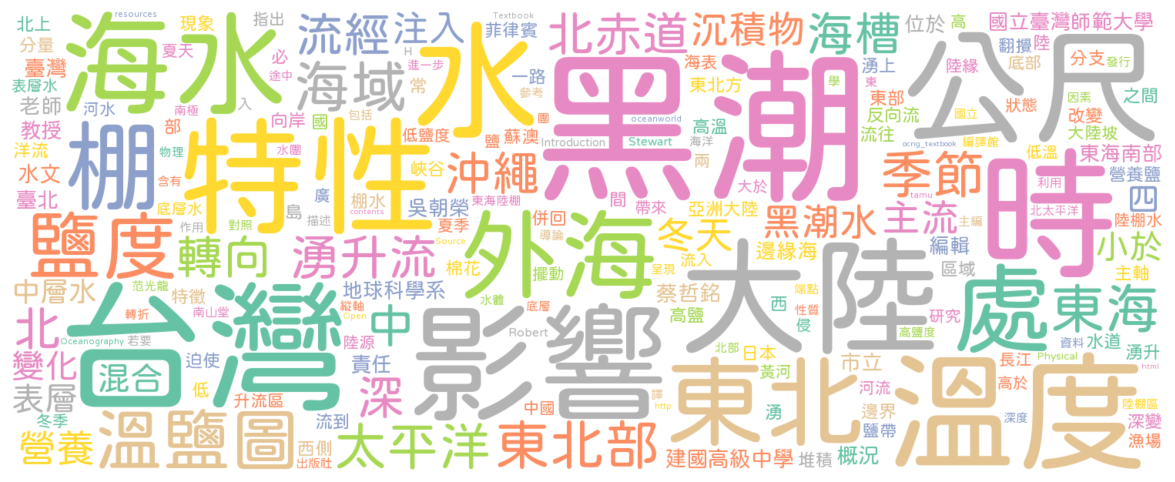 北上
現象
resources
指出
海水
流經
注入
Textbook
菲律賓
北赤道
沉積物
海槽
位於
高
國立臺灣師範大學
分量
夏天
必
H
進一步
海表
湧上
翻攪
陸
分支
發行
臺灣
途中
海域
常
水
一路
參考
東北方
學
東
公尺
陸緣
底部
表層水
老師
河水
南極
入
包括
團
黑潮
東部
狀態
因素
之間
教授
部
向岸
國
低鹽度
鹽
蘇澳
oceanworld
高溫
海洋
反向流
國立
編譯館
改變
洋流
棚
物理
特性
水團
Introduction
Stewart
兩
流往
ocng_textbook
低溫
大陸坡
東海南部
水文
含有
廣
峽谷
沖繩
間
帶來
大於
季節
tamu
利用
營養鹽
臺北
底層水
對照
島
棚水
東海陸棚
contents
吳朝榮
併回
導論
亞洲大陸
黑潮水
主流
主編
時
北太平洋
四
陸棚水
鹽度
作用
描述
夏季
Source
外海
冬天
邊緣海
編輯
小於
轉向
湧升流
棉花
擺動
流入
呈現
區域
主軸
中層水
范光龍
特徵
地球科學系
水體
蔡哲銘
西
端點
大陸
處
東海
北
轉折
南山堂
縱軸
Open
底層
高鹽
侵
性質
高鹽度
研究
資料
水道
湧升
台灣
Oceanography
若要
陸源
中
影響
Robert
北部
日本
市立
長江
Physical
html
變化
混合
迫使
責任
東北
溫度
黃河
河流
高於
陸棚區
表層
低
升流區
深
中國
譯
http
湧
邊界
深度
深變
冬季
流到
鹽帶
漁場
營養
溫鹽圖
西側
出版社
太平洋
東北部
建國高級中學
堆積
概況